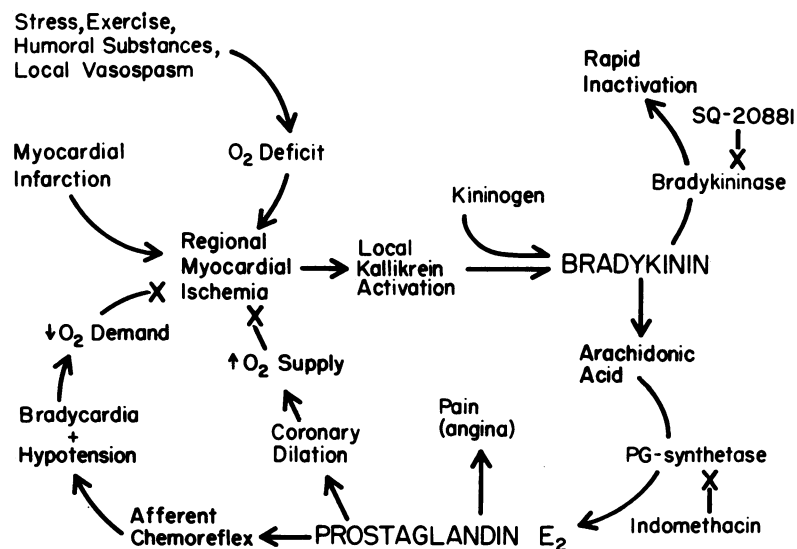 Stress, Exercise,
Humoral Substances,
Local Vasospasm
Rapid
Inactivation
SQ-20881
O₂ Deficit
Myocardial
Infarction
Bradykininase
Kininogen
Regional
Myocardial
Ischemia
Local
Kallikrein
Activation
BRADYKININ
↓O₂ Demand
↑O₂ Supply
Arachidonic
Acid
Bradycardia
+
Hypotension
Coronary
Dilation
Pain
(angina)
PG-synthetase
Afferent
Chemoreflex
PROSTAGLANDIN E₂
Indomethacin